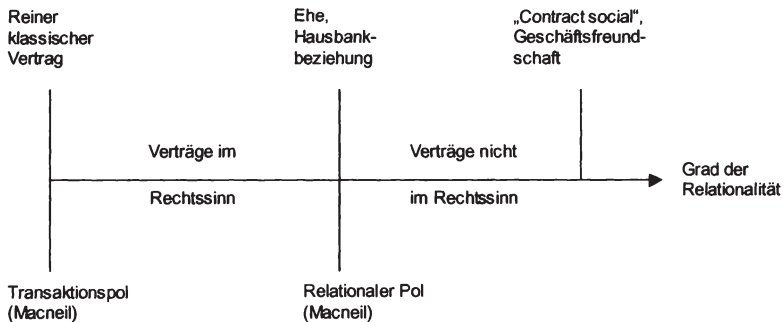 Reiner
klassischer
Vertrag
Ehe,
Hausbank-
beziehung
„Contract social“,
Geschäftsfreund-
schaft
Verträge im
Rechtssinn
Verträge nicht
im Rechtssinn
Grad der
Relationalität
Transaktionspol
(Macneil)
Relationaler Pol
(Macneil)